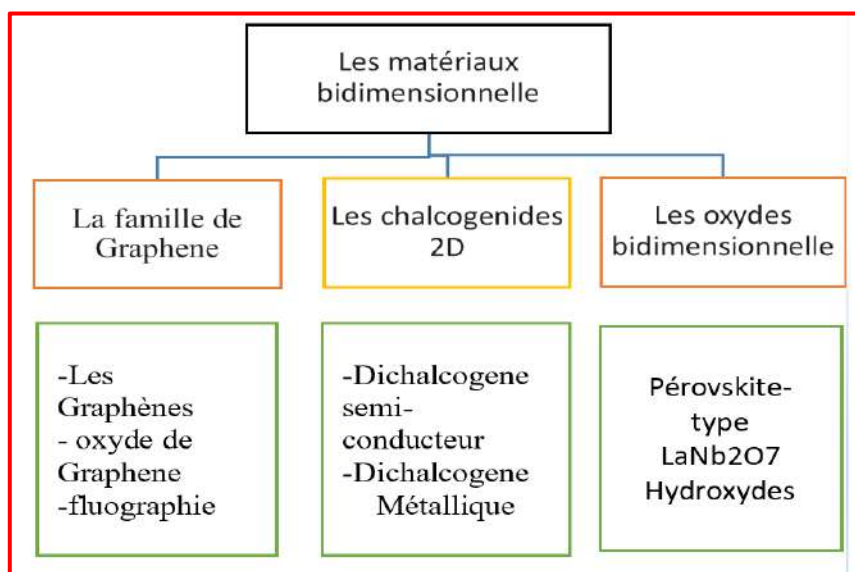 Les matériaux
bidimensionnelle
La famille de
Graphene
Les chalcogenides
2D
Les oxydes
bidimensionnelle
-Les
Graphènes
- oxyde de
Graphene
-fluographie
-Dichalcogene
semi-
conducteur
-Dichalcogene
Métallique
Pérovskite-
type
LaNb2O7
Hydroxydes